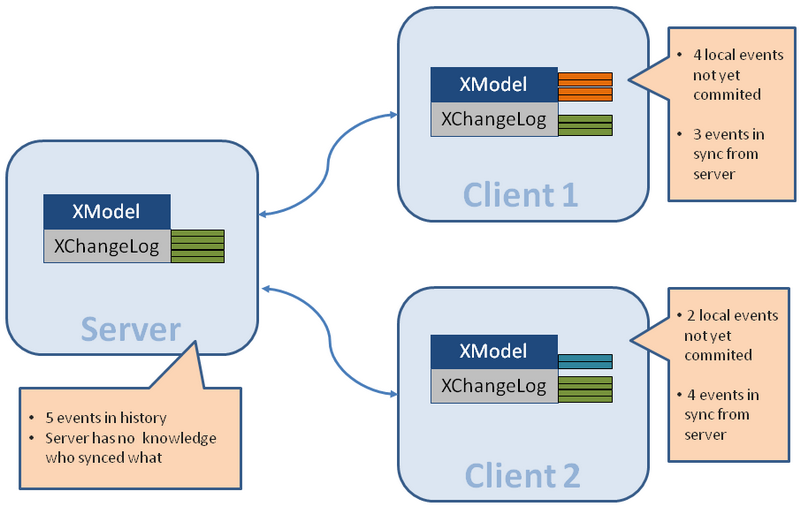 XModel
XChangeLog
Server
• 5 events in history
• Server has no knowledge
who synced what
XModel
XChangeLog
Client 1
• 4 local events
not yet
commited
• 3 events in
sync from
server
XModel
XChangeLog
Client 2
• 2 local events
not yet
commited
• 4 events in
sync from
server